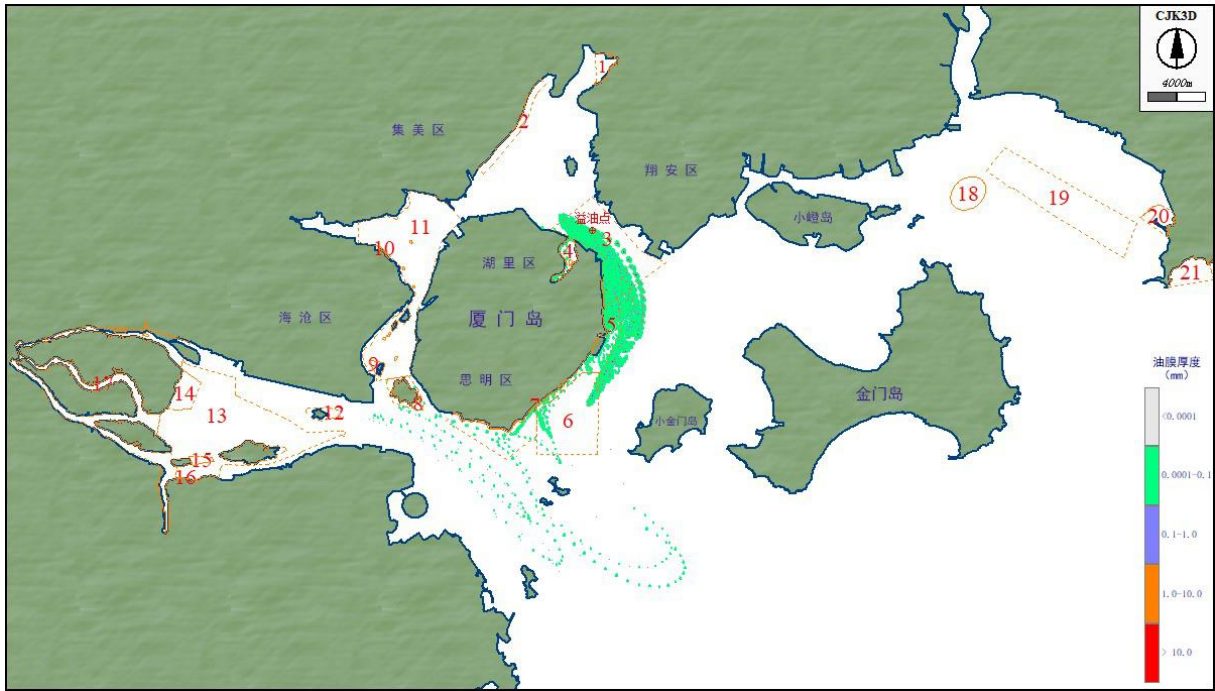 CJK3D
4000m
1
2
集美区
翔安区
18
19
20
21
小嶝岛
溢油点
3
4
11
10
湖里区
厦门岛
海沧区
5
9
思明区
8
7
6
小金门岛
金门岛
17
14
13
12
15
16
油膜厚度
(mm)
<0.0001
0.0001-0.1
0.1-1.0
1.0-10.0
> 10.0